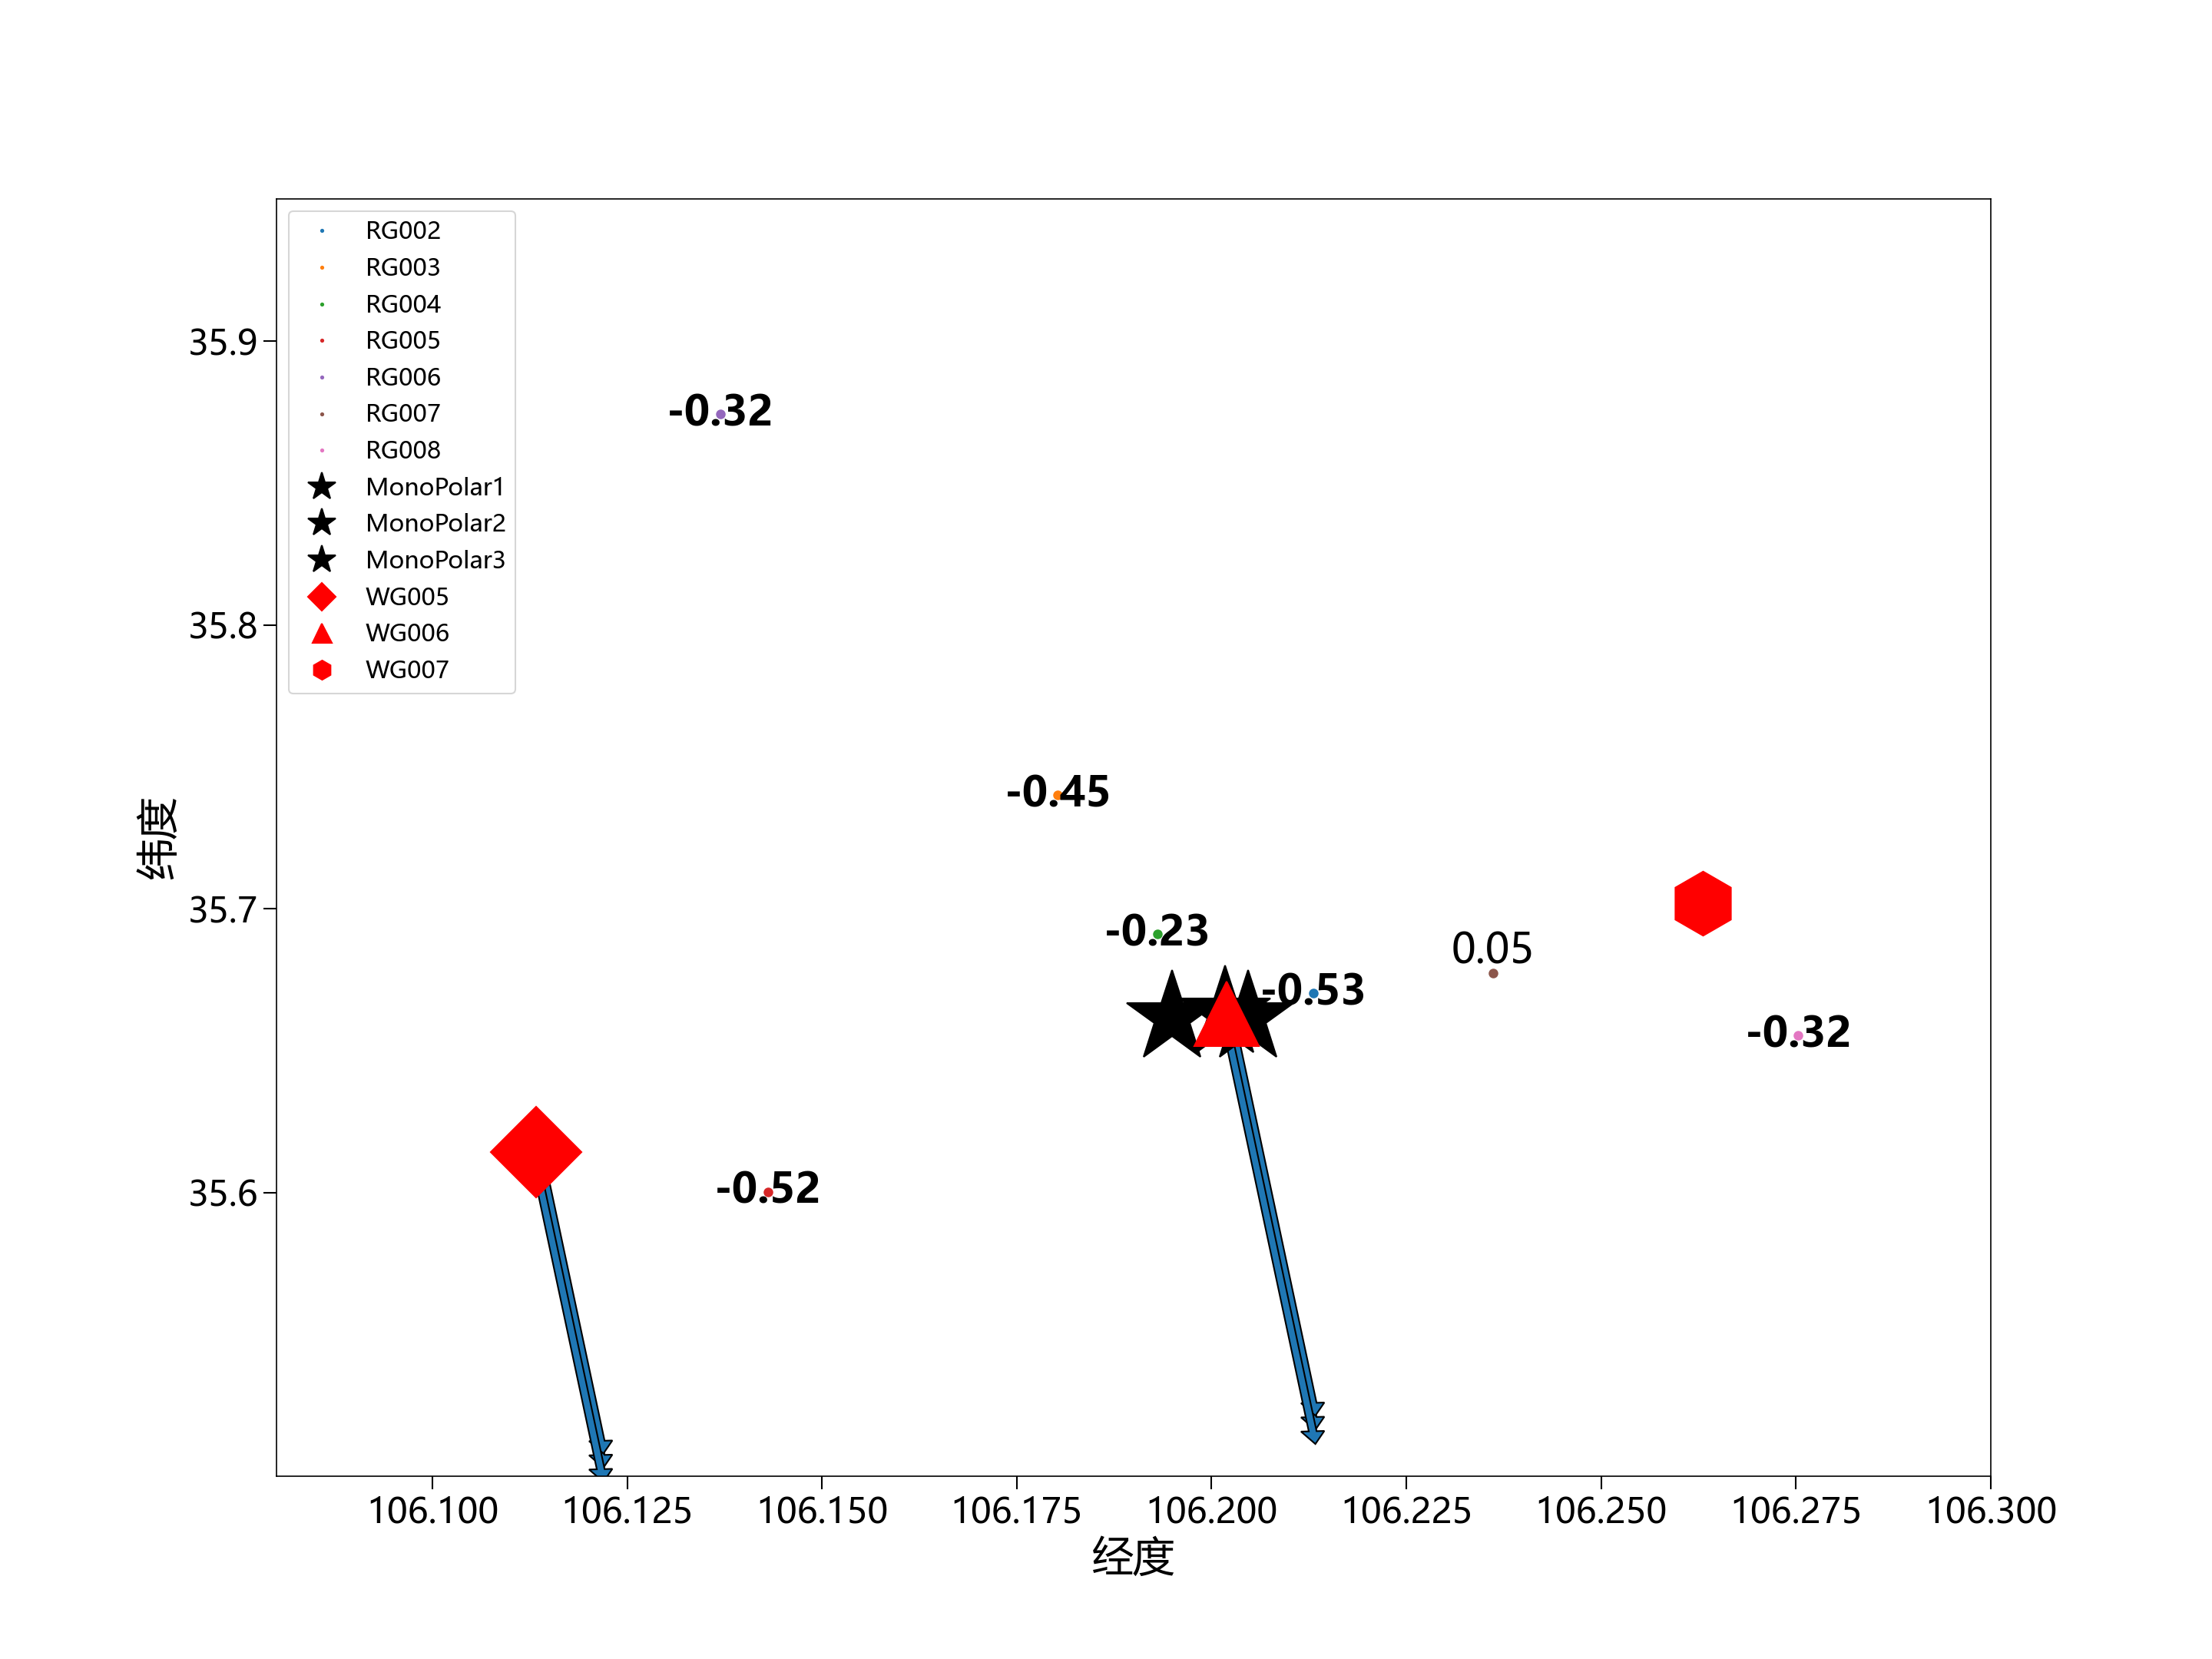 RG002
RG003
RG004
RG005
RG006
RG007
RG008
MonoPolar1
MonoPolar2
MonoPolar3
WG005
WG006
WG007
35.9
35.8
35.7
35.6
纬度
-0.32
-0.45
-0.23
-0.53
0.05
-0.32
-0.52
106.100
106.125
106.150
106.175
106.200
106.225
106.250
106.275
106.300
经度